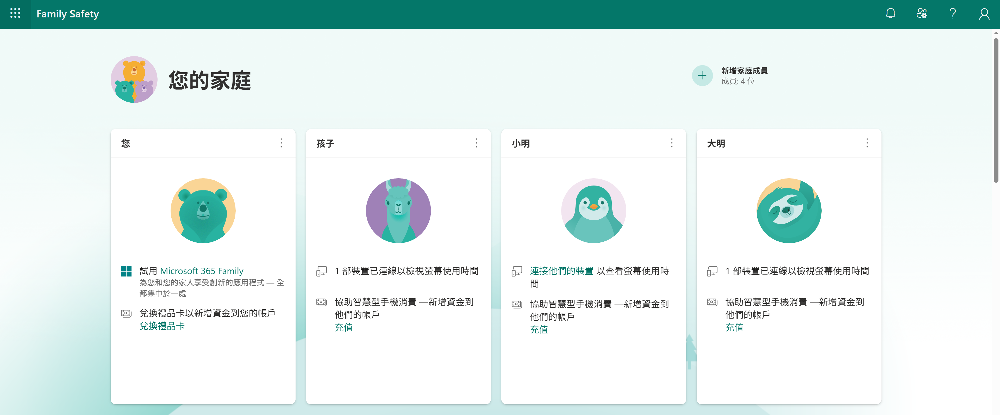 Family Safety
您的家庭
新增家庭成員
成員: 4 位
您
試用 Microsoft 365 Family
為您和您的家人享受創新的應用程式 — 全
都集中於一處
兌換禮品卡以新增資金到您的帳戶
兌換禮品卡
孩子
1 部裝置已連線以檢視螢幕使用時間
協助智慧型手機消費 —新增資金到
他們的帳戶
充值
小明
連接他們的裝置 以查看螢幕使用時
間
協助智慧型手機消費 —新增資金到
他們的帳戶
充值
大明
1 部裝置已連線以檢視螢幕使用時間
協助智慧型手機消費 —新增資金到
他們的帳戶
充值